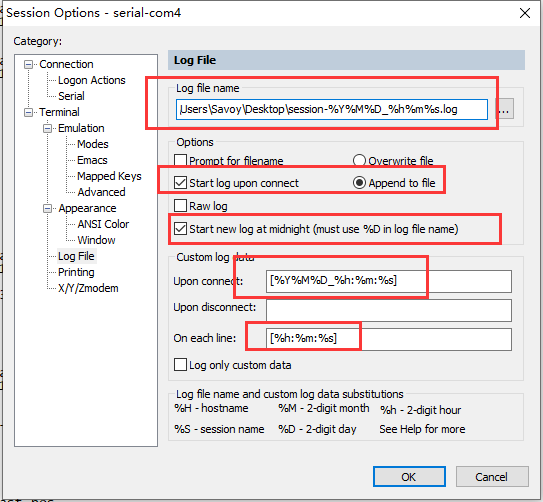 Session Options - serial-com4
Category:
Connection
Logon Actions
Serial
Terminal
Emulation
Modes
Emacs
Mapped Keys
Advanced
Appearance
ANSI Color
Window
Log File
Printing
X/Y/Zmodem
Log File
Log file name
Users\Savoy\Desktop\session-%Y%M%D_%h%m%s.log
...
Options
Prompt for filename
Overwrite file
Start log upon connect
Append to file
Raw log
Start new log at midnight (must use %D in log file name)
Custom log data
Upon connect: [%Y%M%D_%h:%m:%s]
Upon disconnect:
On each line: [%h:%m:%s]
Log only custom data
Log file name and custom log data substitutions
%H - hostname %M - 2-digit month %h - 2-digit hour
%S - session name %D - 2-digit day See Help for more
OK Cancel